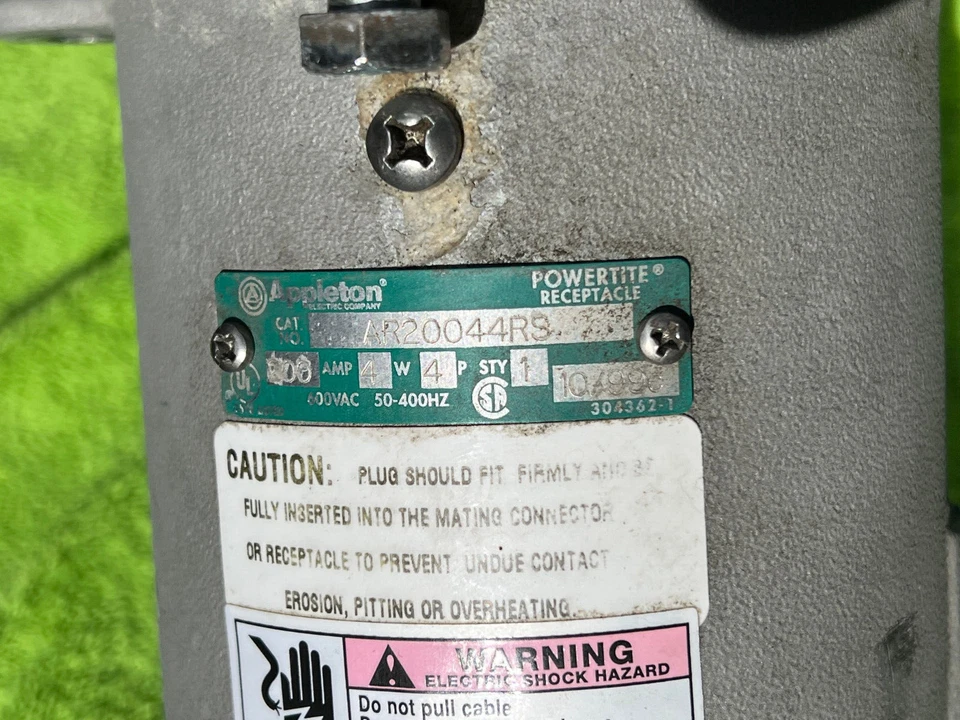 Appleton®
ELECTRIC COMPANY
POWERTITE®
RECEPTACLE
CAT.
NO.
AR20044RS
AMP 4 W 4 P STY 1
600VAC 50-400HZ
304362-1
CAUTION: PLUG SHOULD FIT FIRMLY AND BE
FULLY INSERTED INTO THE MATING CONNECTOR
OR RECEPTACLE TO PREVENT UNDUE CONTACT
EROSION, PITTING OR OVERHEATING
WARNING
ELECTRIC SHOCK HAZARD
Do not pull cable